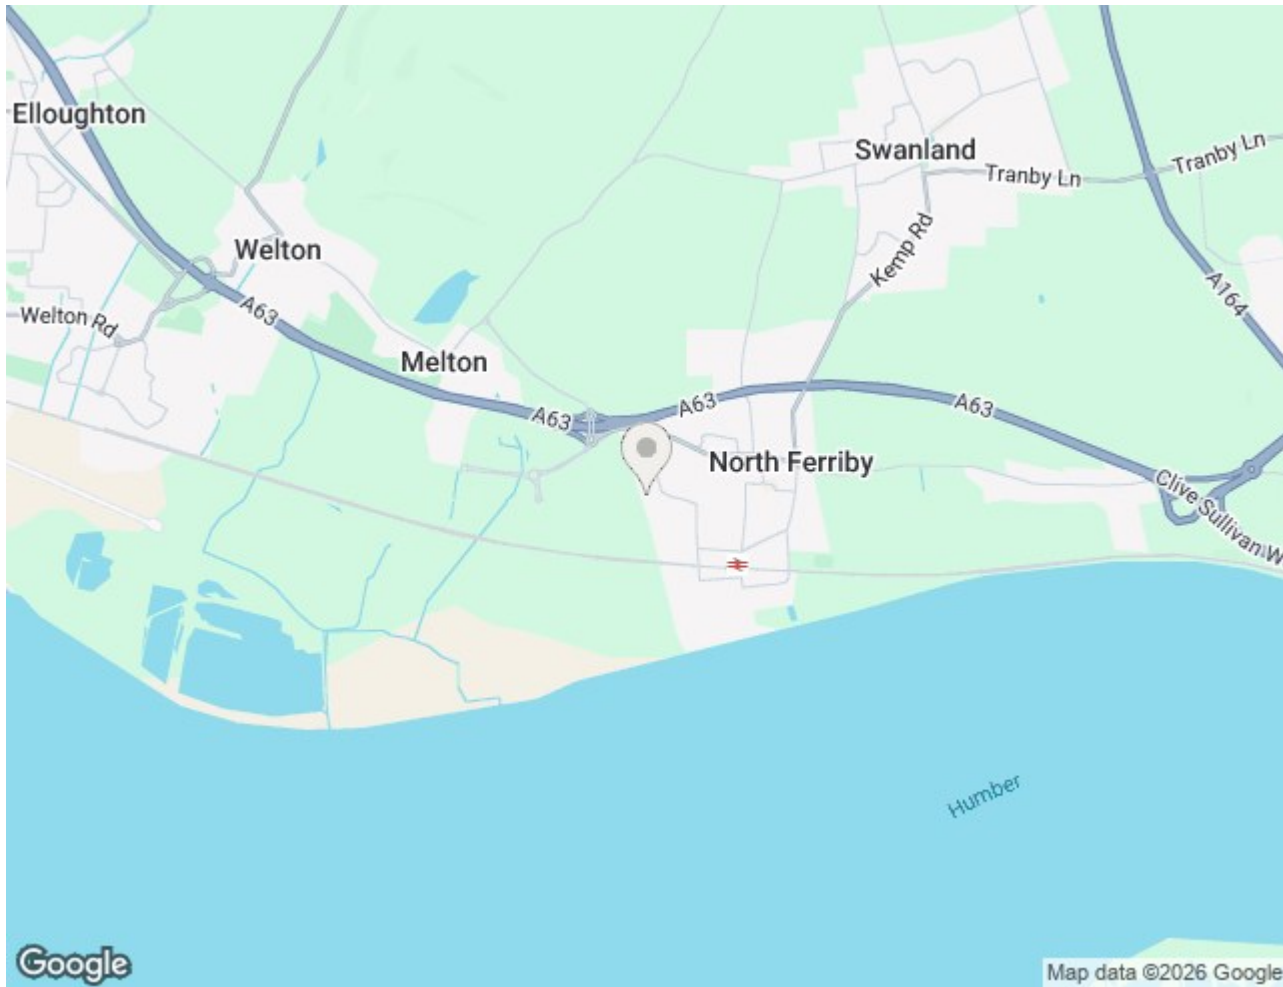 Elloughton
Swanland
Tranby Ln
Tranby Ln
Welton
Kemp Rd
A164
Welton Rd
A63
Melton
A63
A63
A63
North Ferriby
Clive Sullivan W
Humber
Google
Map data ©2026 Google